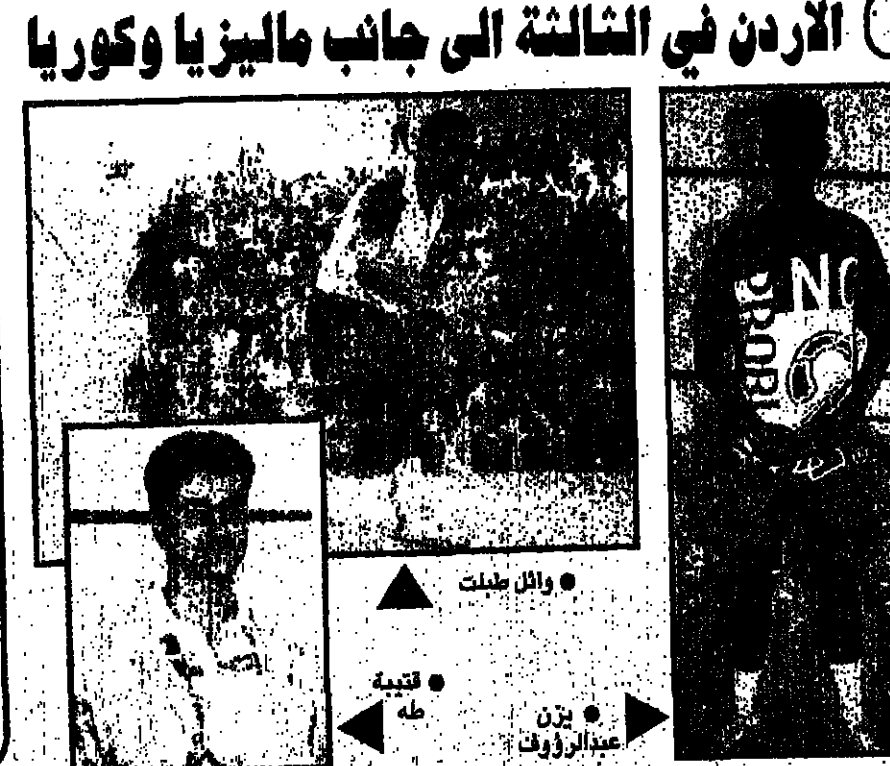 الاردن في الثالثة الى جانب ماليزيا وكوريا
● وائل طبلت
● قتيبة
طه
● يزن
عبدالرؤوف